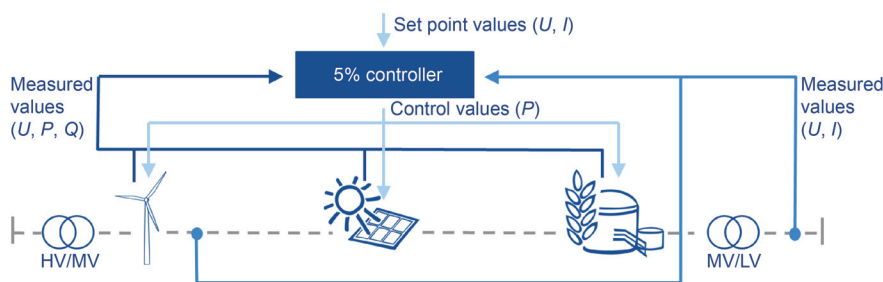 Set point values (U, I)
5% controller
Measured
values
(U, P, Q)
Control values (P)
Measured
values
(U, I)
HV/MV
MV/LV